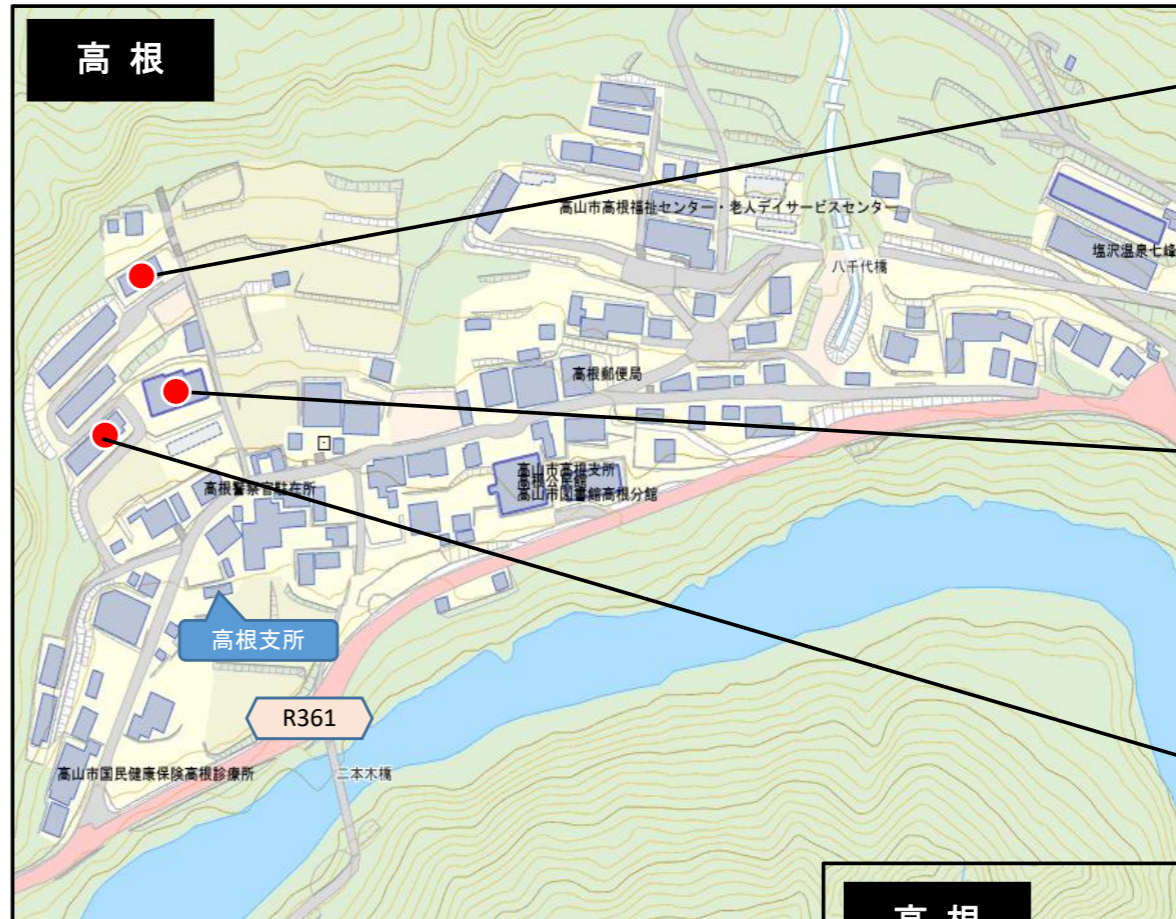 高根
高山市高根福祉センター・老人デイサービスセンター
塩沢温泉七峰
八千代橋
高根郵便局
高山市高根支所
高根公民館
高山市図書館高根分館
高根警察官駐在所
高根支所
R361
高山市国民健康保険高根診療所
二本木橋
高根